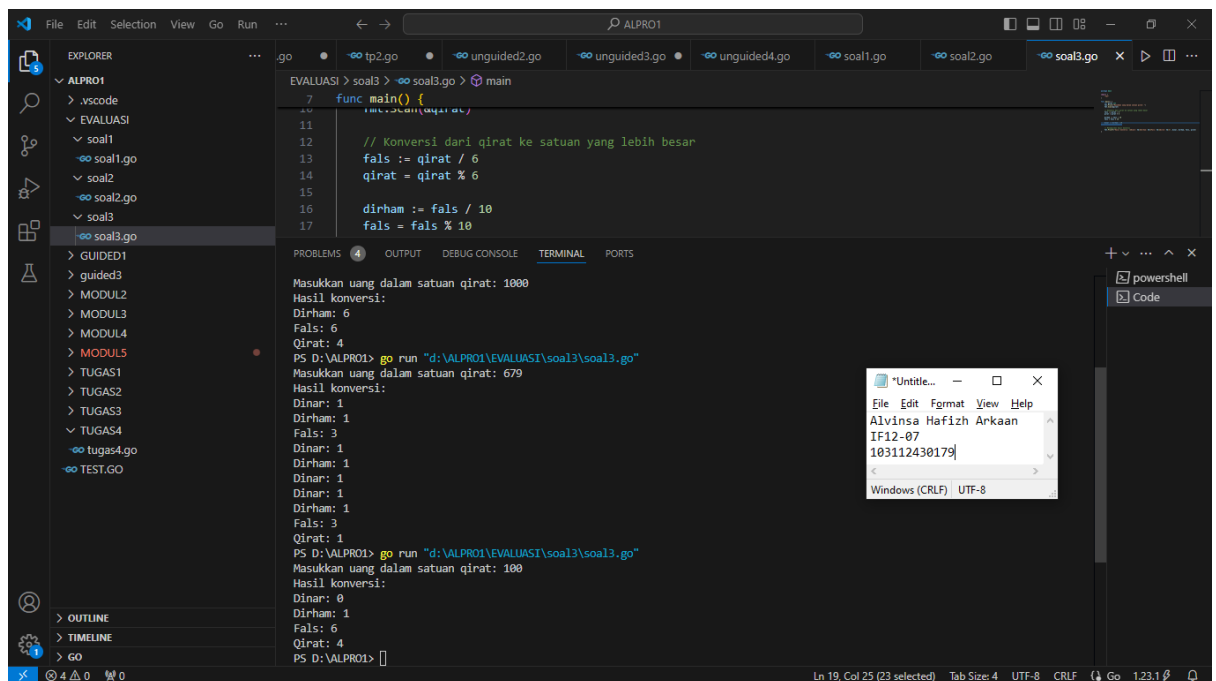 File Edit Selection View Go Run ... ALPRO1
EXPLORER
ALPRO1
.vscode
EVALUASI
soal1
soal1.go
soal2
soal2.go
soal3
soal3.go
GUIDED1
guided3
MODUL2
MODUL3
MODUL4
MODUL5
TUGAS1
TUGAS2
TUGAS3
TUGAS4
tugas4.go
TEST.GO
OUTLINE
TIMELINE
GO
.go tp2.go unguided2.go unguided3.go unguided4.go soal1.go soal2.go soal3.go
EVALUASI > soal3 > soal3.go > main
7 func main() {
10 fmt.Scan(&qirat)
11
12 // Konversi dari qirat ke satuan yang lebih besar
13 fals := qirat / 6
14 qirat = qirat % 6
15
16 dirham := fals / 10
17 fals = fals % 10
PROBLEMS 4 OUTPUT DEBUG CONSOLE TERMINAL PORTS
Masukkan uang dalam satuan qirat: 1000
Hasil konversi:
Dirham: 6
Fals: 6
Qirat: 4
PS D:\ALPRO1> go run "d:\ALPRO1\EVALUASI\soal3\soal3.go"
Masukkan uang dalam satuan qirat: 679
Hasil konversi:
Dinar: 1
Dirham: 1
Fals: 3
Dinar: 1
Dirham: 1
Dinar: 1
Dinar: 1
Dirham: 1
Fals: 3
Qirat: 1
PS D:\ALPRO1> go run "d:\ALPRO1\EVALUASI\soal3\soal3.go"
Masukkan uang dalam satuan qirat: 100
Hasil konversi:
Dinar: 0
Dirham: 1
Fals: 6
Qirat: 4
PS D:\ALPRO1>
powershell
Code
*Untitle...
File Edit Format View Help
Alvinsa Hafizh Arkaan
IF12-07
103112430179
Windows (CRLF) UTF-8
4 0 0 Ln 19, Col 25 (23 selected) Tab Size: 4 UTF-8 CRLF Go 1.23.1